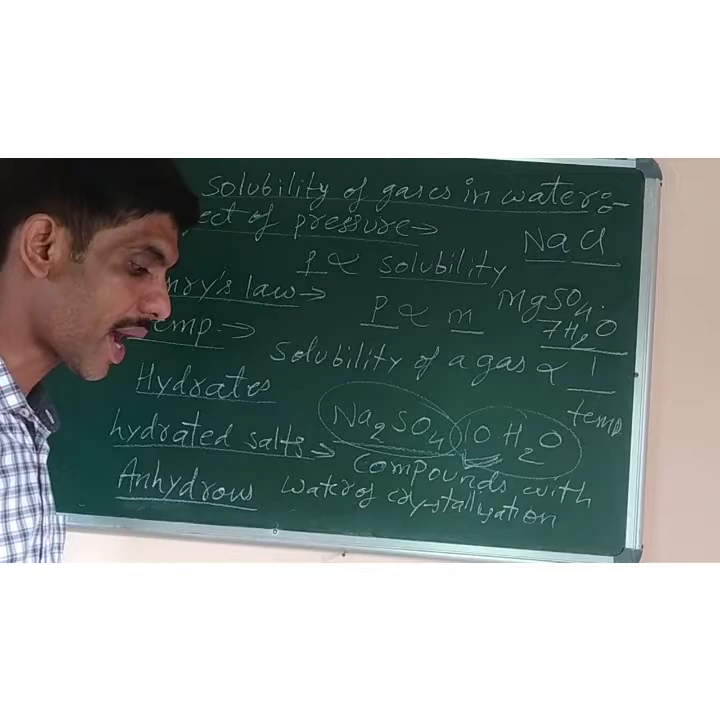 Solubility of gases in water:-
ect of pressure→
NaCl
P ∝ solubility
nry's law→
P ∝ m
MgSO4.
7H2O
emp→
Solubility of a gas ∝ 1
temp
Hydrates
Na2SO4 10H2O
hydrated salts→
compounds with
Anhydrous
water of crystallization